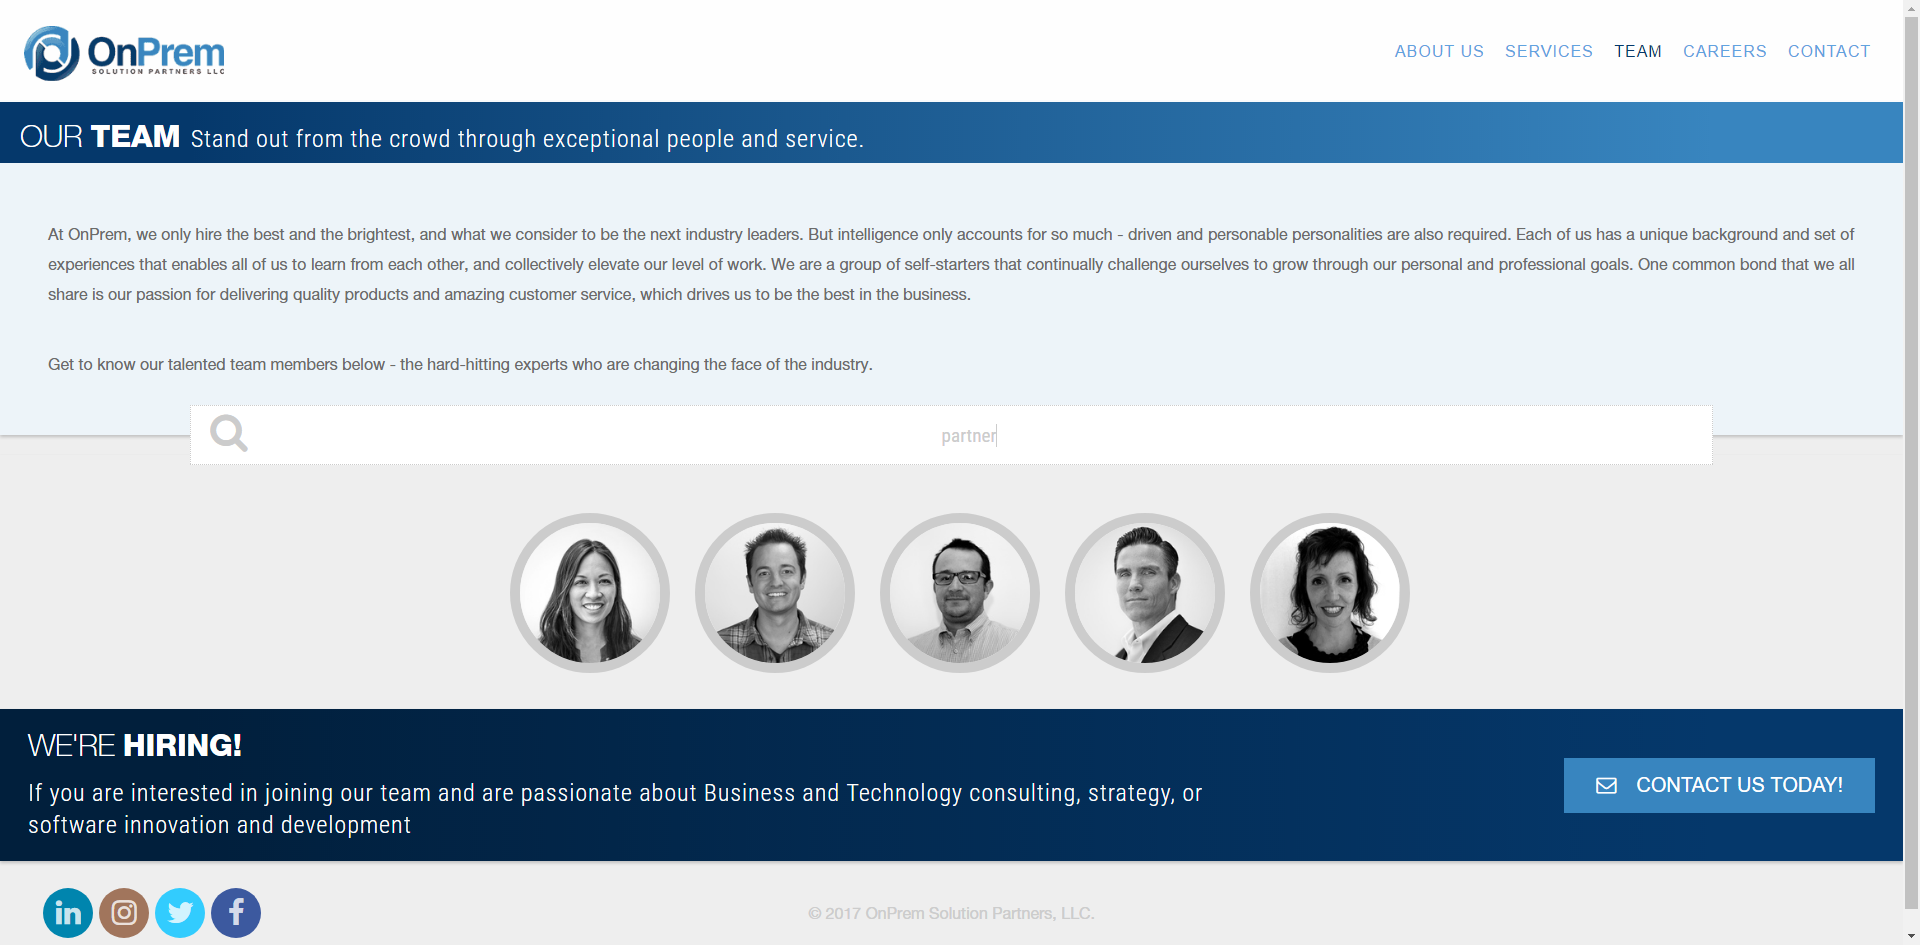 OnPrem
SOLUTION PARTNERS LLC
ABOUT US SERVICES TEAM CAREERS CONTACT
OUR TEAM Stand out from the crowd through exceptional people and service.
At OnPrem, we only hire the best and the brightest, and what we consider to be the next industry leaders. But intelligence only accounts for so much - driven and personable personalities are also required. Each of us has a unique background and set of
experiences that enables all of us to learn from each other, and collectively elevate our level of work. We are a group of self-starters that continually challenge ourselves to grow through our personal and professional goals. One common bond that we all
share is our passion for delivering quality products and amazing customer service, which drives us to be the best in the business.
Get to know our talented team members below - the hard-hitting experts who are changing the face of the industry.
partner
WE'RE HIRING!
If you are interested in joining our team and are passionate about Business and Technology consulting, strategy, or
software innovation and development
CONTACT US TODAY!
© 2017 OnPrem Solution Partners, LLC.